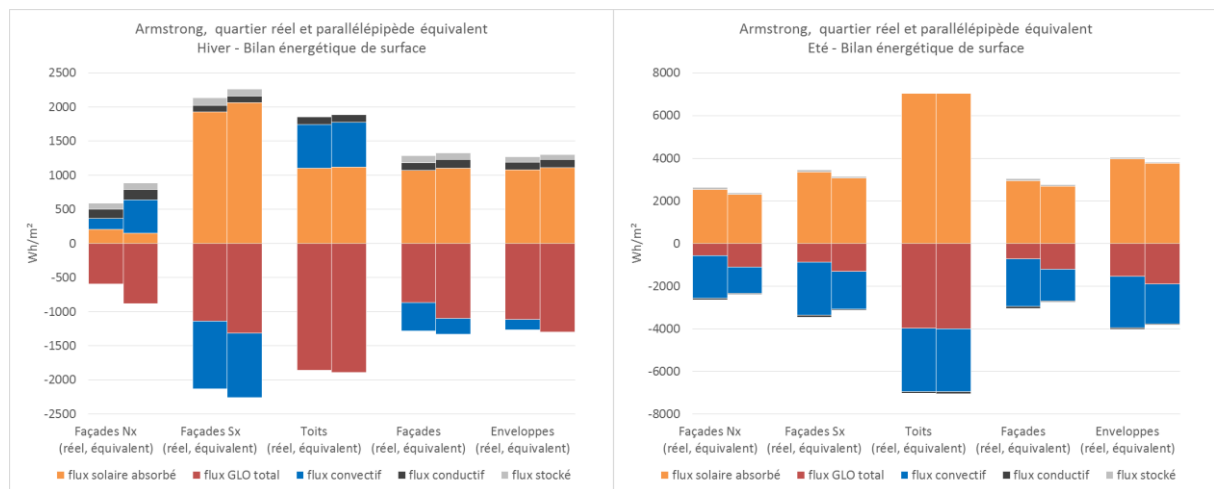 Armstrong, quartier réel et parallélépipède équivalent
Hiver - Bilan énergétique de surface
2500
2000
1500
1000
500
0
-500
-1000
-1500
-2000
-2500
Wh/m²
Façades Nx
(réel, équivalent)
Façades Sx
(réel, équivalent)
Toits
(réel, équivalent)
Façades
(réel, équivalent)
Enveloppes
(réel, équivalent)
flux solaire absorbé
flux GLO total
flux convectif
flux conductif
flux stocké
Armstrong, quartier réel et parallélépipède équivalent
Eté - Bilan énergétique de surface
8000
6000
4000
2000
0
-2000
-4000
-6000
-8000
Façades Nx
(réel, équivalent)
Façades Sx
(réel, équivalent)
Toits
(réel, équivalent)
Façades
(réel, équivalent)
Enveloppes
(réel, équivalent)
flux solaire absorbé
flux GLO total
flux convectif
flux conductif
flux stocké